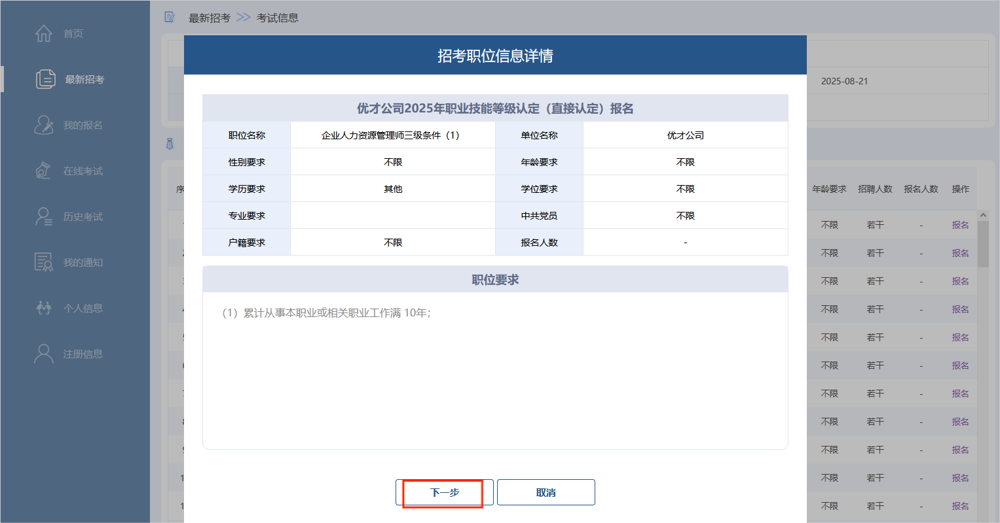 首页
最新招考
我的报名
在线考试
历史考试
我的通知
个人信息
注册信息
最新招考 >> 考试信息
2025-08-21
招考职位信息详情
优才公司2025年职业技能等级认定（直接认定）报名
职位名称 企业人力资源管理师三级条件（1） 单位名称 优才公司
性别要求 不限 年龄要求 不限
学历要求 其他 学位要求 不限
专业要求 中共党员 不限
户籍要求 不限 报名人数 -
职位要求
（1）累计从事本职业或相关职业工作满 10年；
下一步 取消
年龄要求 招聘人数 报名人数 操作
不限 若干 - 报名
不限 若干 - 报名
不限 若干 - 报名
不限 若干 - 报名
不限 若干 - 报名
不限 若干 - 报名
不限 若干 - 报名
不限 若干 - 报名
不限 若干 - 报名
不限 若干 - 报名
不限 若干 - 报名